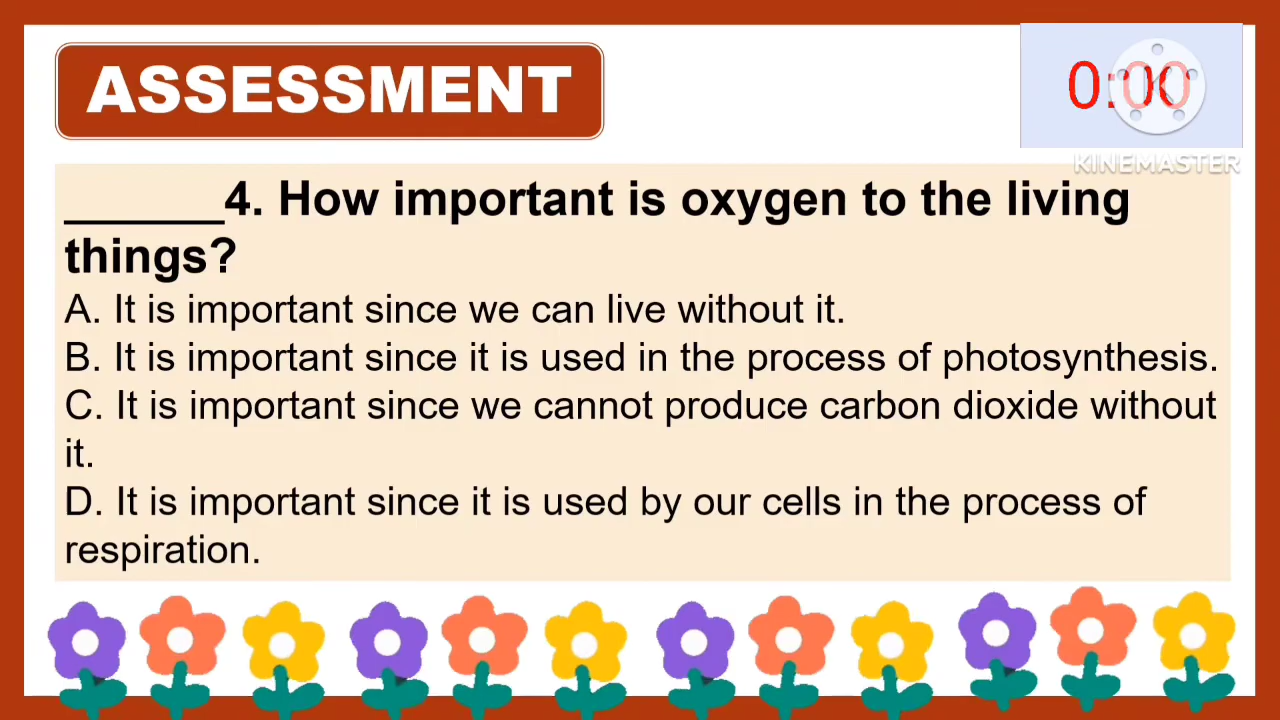 ASSESSMENT
0:00
KINEMASTER
______4. How important is oxygen to the living
things?
A. It is important since we can live without it.
B. It is important since it is used in the process of photosynthesis.
C. It is important since we cannot produce carbon dioxide without
it.
D. It is important since it is used by our cells in the process of
respiration.